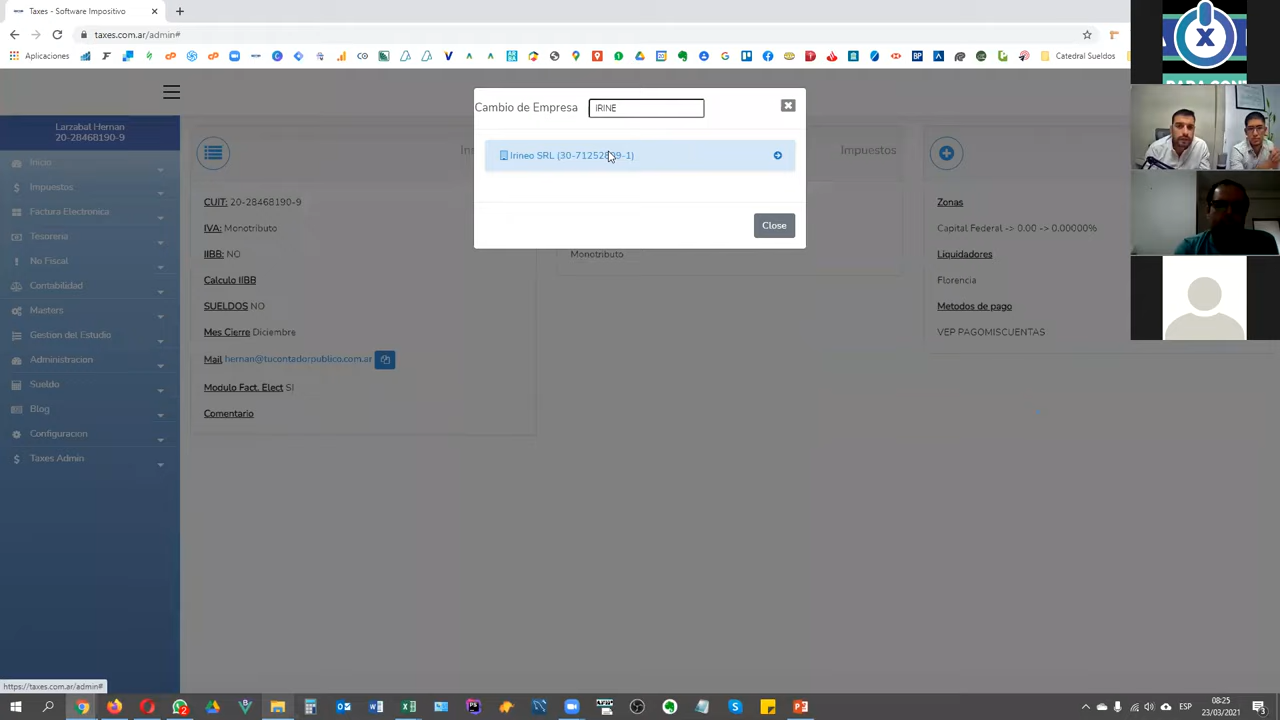 Taxes - Software Impositivo
taxes.com.ar/admin#
Aplicaciones
Catedral Sueldos
Larzabal Hernan
20-28468190-9
Inicio
Impuestos
Factura Electronica
Tesoreria
No Fiscal
Contabilidad
Masters
Gestion del Estudio
Administracion
Sueldo
Blog
Configuracion
Taxes Admin
Cambio de Empresa
IRINE
Irineo SRL
Close
CUIT: 20-28468190-9
IVA: Monotributo
IIBB: NO
Calculo IIBB
SUELDOS NO
Mes Cierre Diciembre
Mail hernan@tucontadorpublico.com.ar
Modulo Fact. Elect SI
Comentario
Monotributo
Impuestos
Zonas
Capital Federal -> 0.00 -> 0.00000%
Liquidadores
Florencia
Metodos de pago
VEP PAGOMISCUENTAS
X
https://taxes.com.ar/admin#
ESP
08:25
23/03/2021